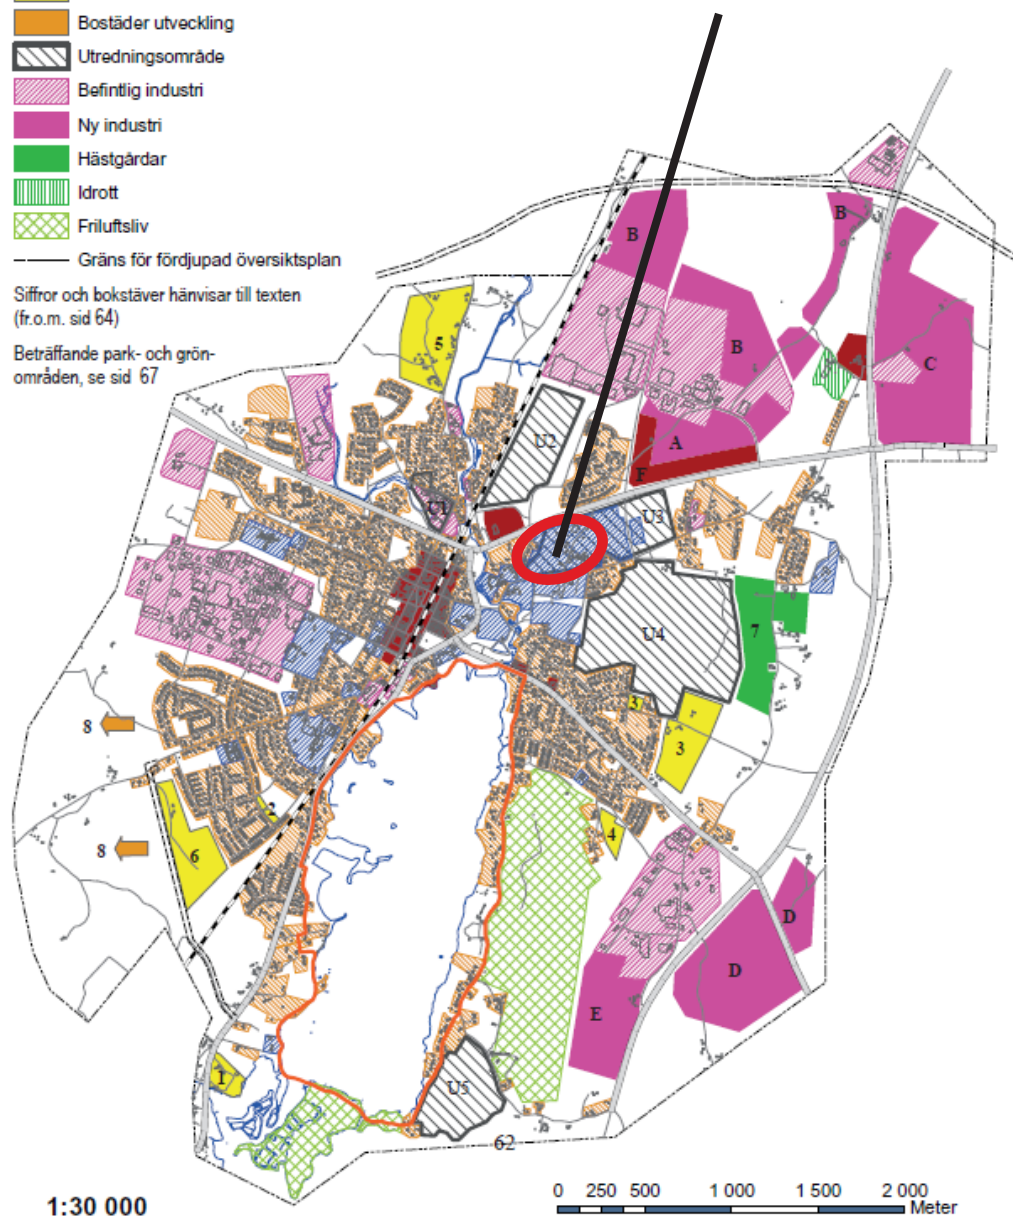 Bostäder utveckling
Utredningsområde
Befintlig industri
Ny industri
Hästgårdar
Idrott
Friluftsliv
Gräns för fördjupad översiktsplan
Siffror och bokstäver hänvisar till texten
(fr.o.m. sid 64)
Beträffande park- och grön-
områden, se sid 67
B
B
5
B
C
A
U2
A
F
U1
U3
U4
7
3
r
8
3
2
4
8
6
D
D
E
1
U5
62
1:30 000
0 250 500 1 000 1 500 2 000
Meter